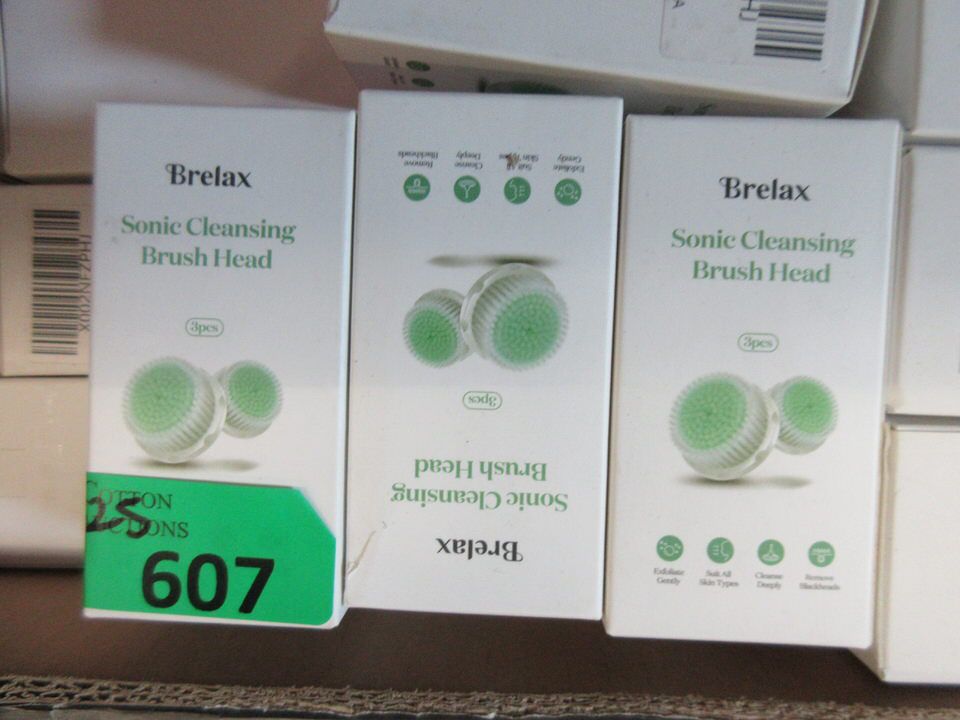 Brelax
Sonic Cleansing
Brush Head
3pcs
25
COTTON
607
Exfoliate
Gently
Suit All
Skin Types
Cleanse
Deeply
Remove
Blackheads
3pcs
Sonic Cleansing
Brush Head
Brelax
Brelax
Sonic Cleansing
Brush Head
3pcs
Exfoliate
Gently
Suit All
Skin Types
Cleanse
Deeply
Remove
Blackheads
X002NFZPHJ